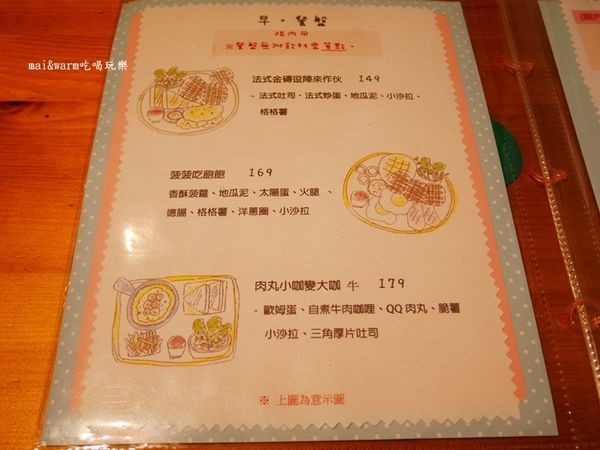 mai&warm吃喝玩樂
早。餐盤
限內用
※餐盤無附飲料需單點。
法式金磚逗陣來作伙 149
- 法式吐司、法式炒蛋、地瓜泥、小沙拉、
格格薯
菠菠吃飽飽 169
香酥菠蘿、地瓜泥、太陽蛋、火腿、
德腸、格格薯、洋蔥圈、小沙拉
肉丸小咖變大咖 牛 179
- 歐姆蛋、自煮牛肉咖哩、QQ肉丸、脆薯
小沙拉、三角厚片吐司
※ 上圖為意示圖